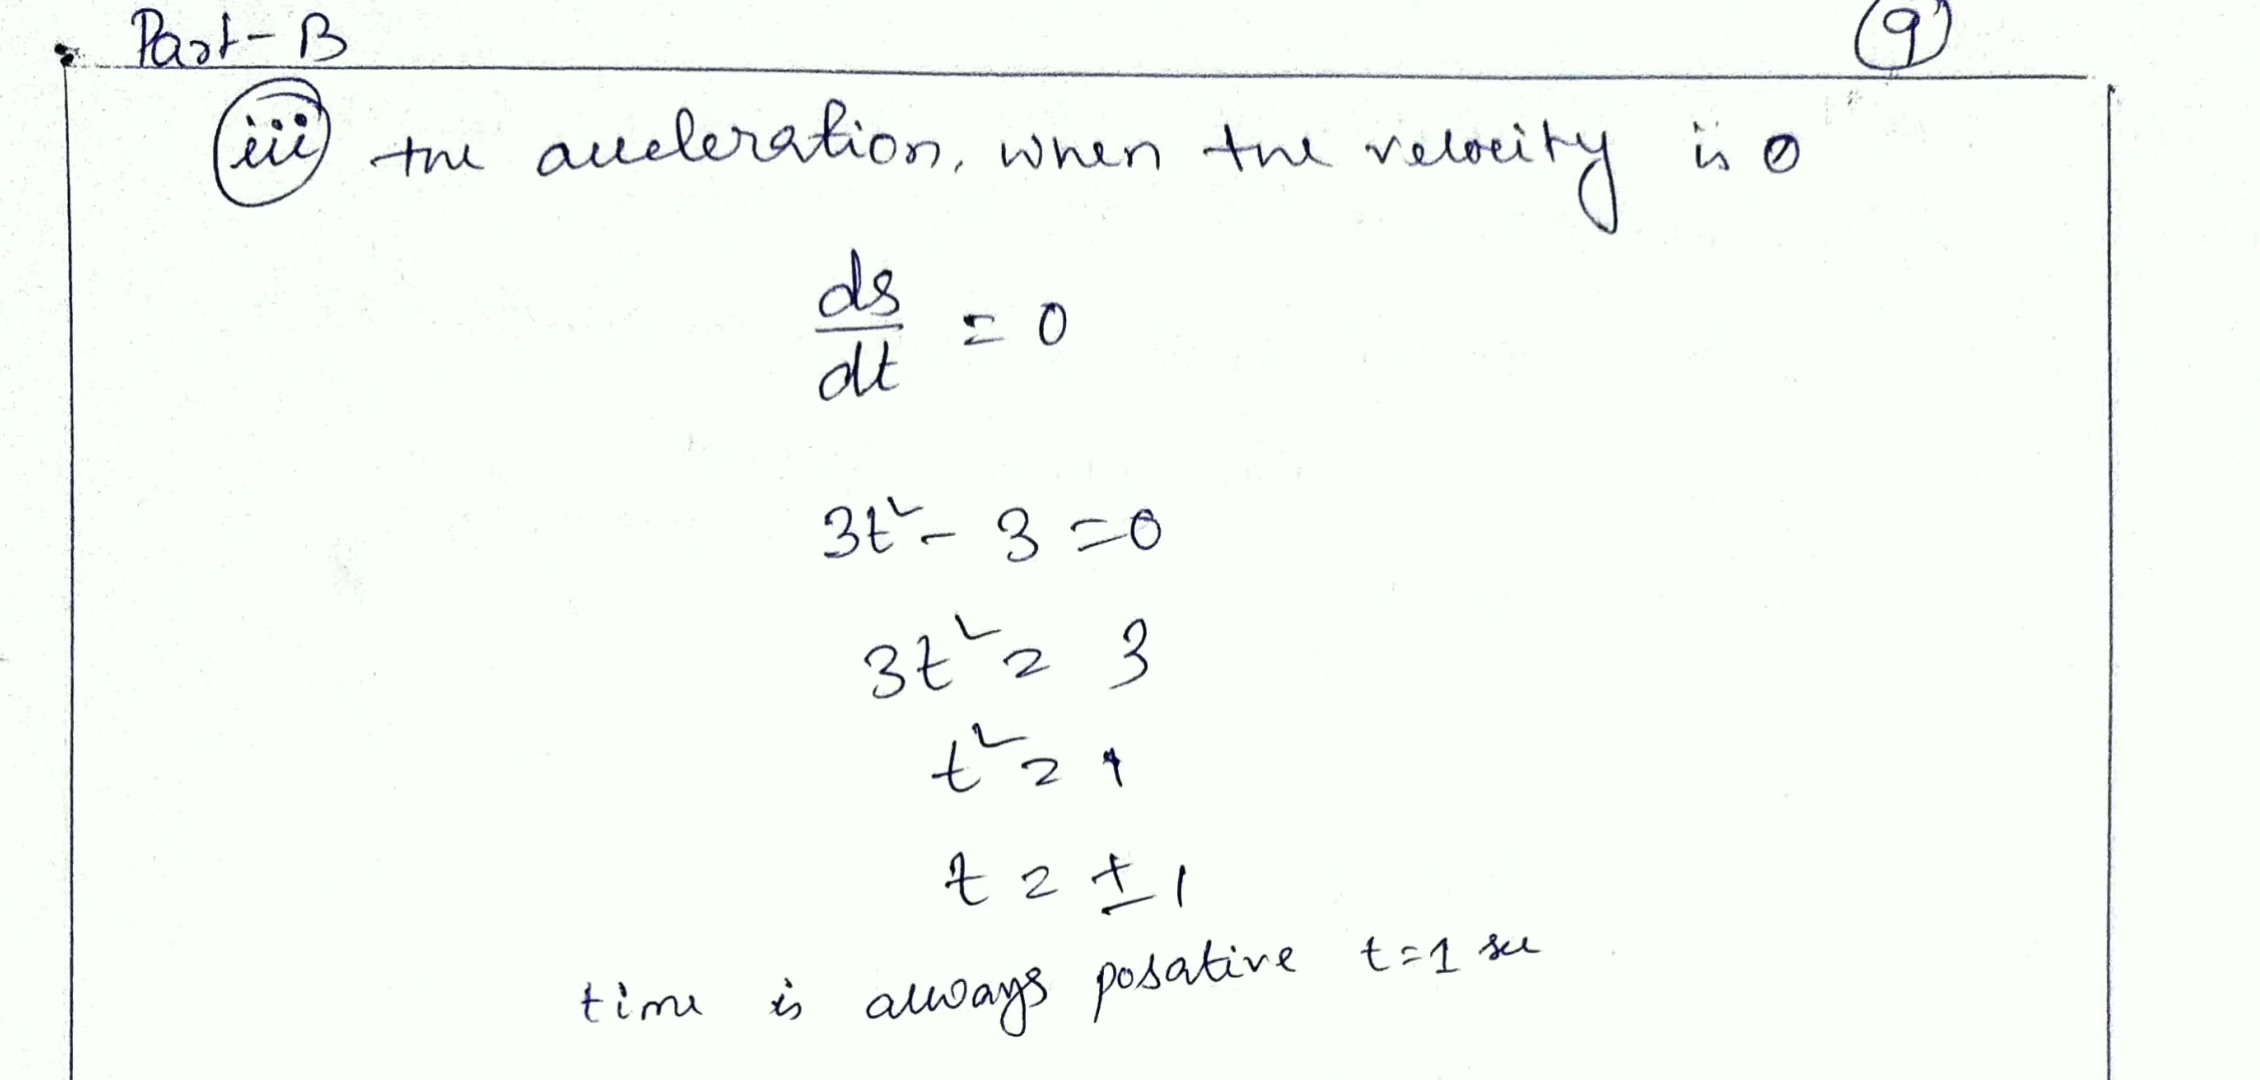 Part-B
9
iii the acceleration, when the velocity is 0
ds/dt = 0
3t² - 3 = 0
3t² = 3
t² = 1
t = ± 1
time is always posative t=1 sec